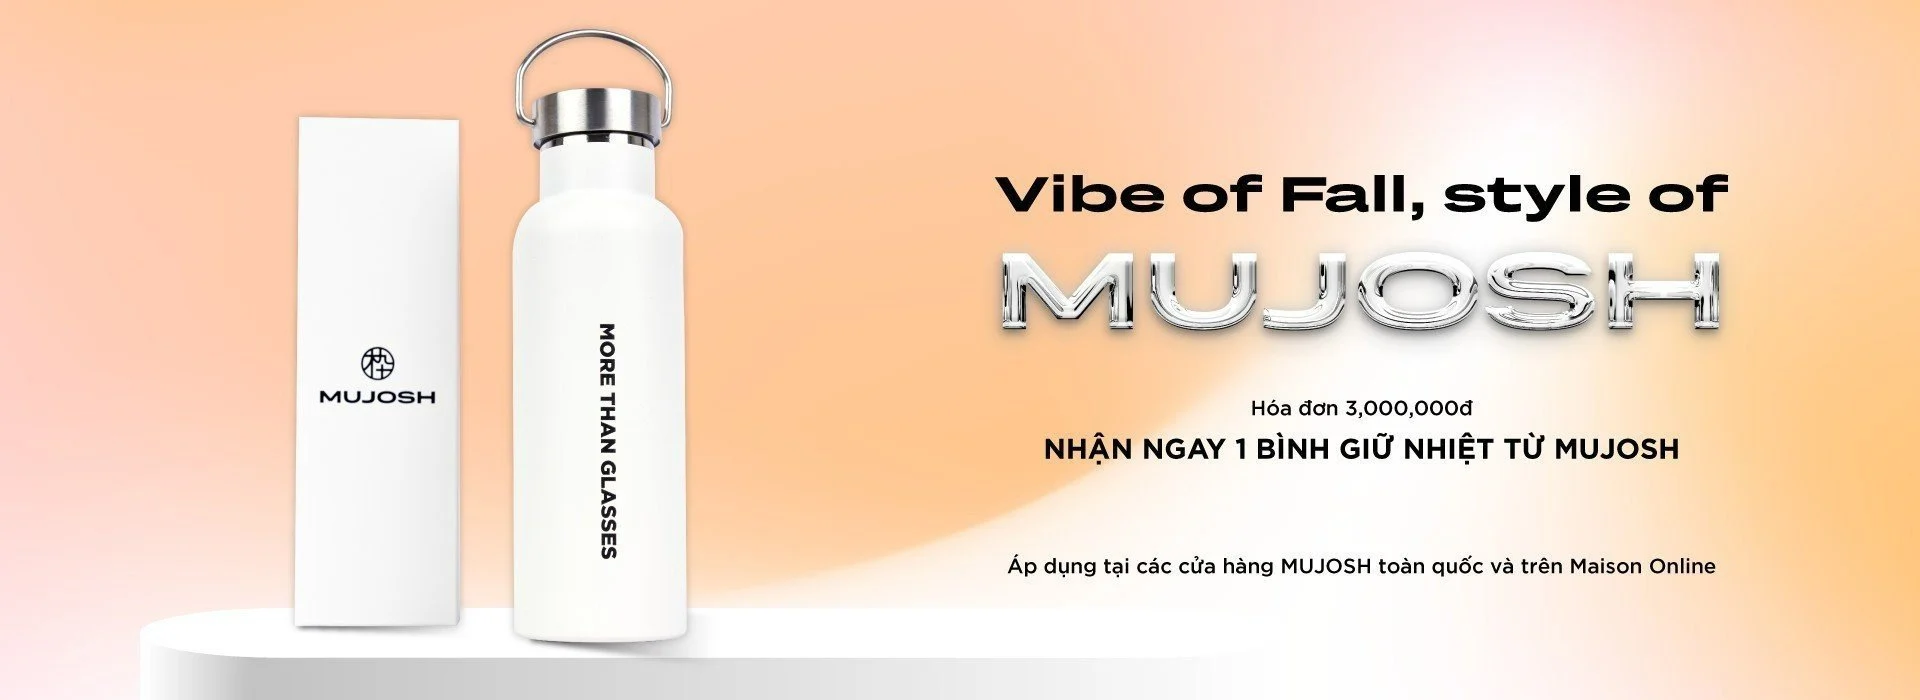 MUJOSH
MORE THAN GLASSES
Vibe of Fall, style of
MUJOSH
Hóa đơn 3,000,000đ
NHẬN NGAY 1 BÌNH GIỮ NHIỆT TỪ MUJOSH
Áp dụng tại các cửa hàng MUJOSH toàn quốc và trên Maison Online